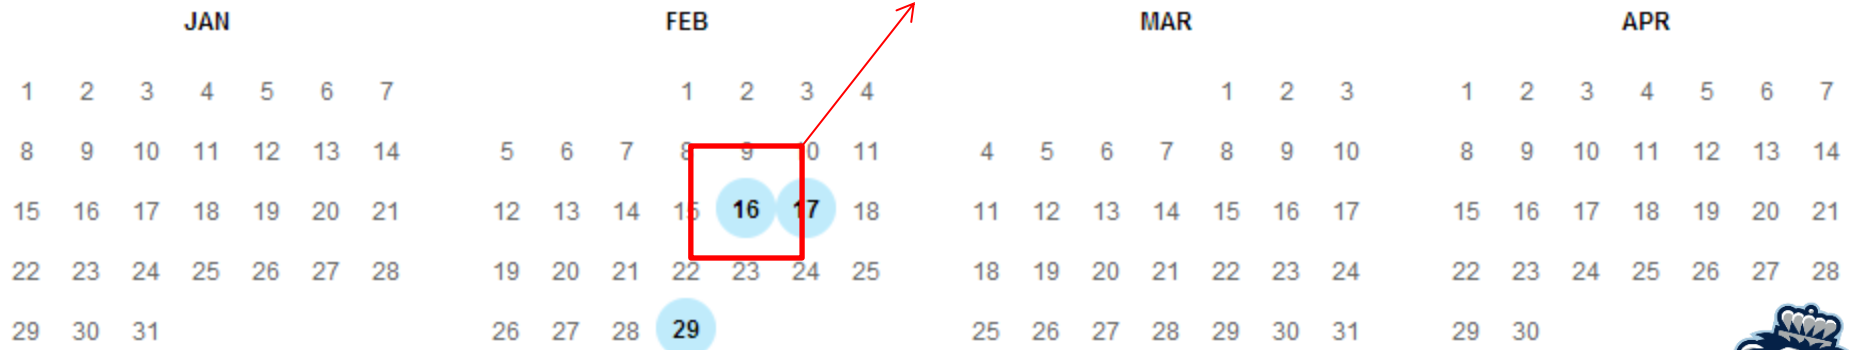 JAN FEB MAR APR
1 2 3 4 5 6 7 1 2 3 4 1 2 3 1 2 3 4 5 6 7
8 9 10 11 12 13 14 5 6 7 8 9 10 11 4 5 6 7 8 9 10 8 9 10 11 12 13 14
15 16 17 18 19 20 21 12 13 14 15 16 17 18 11 12 13 14 15 16 17 15 16 17 18 19 20 21
22 23 24 25 26 27 28 19 20 21 22 23 24 25 18 19 20 21 22 23 24 22 23 24 25 26 27 28
29 30 31 26 27 28 29 25 26 27 28 29 30 31 29 30